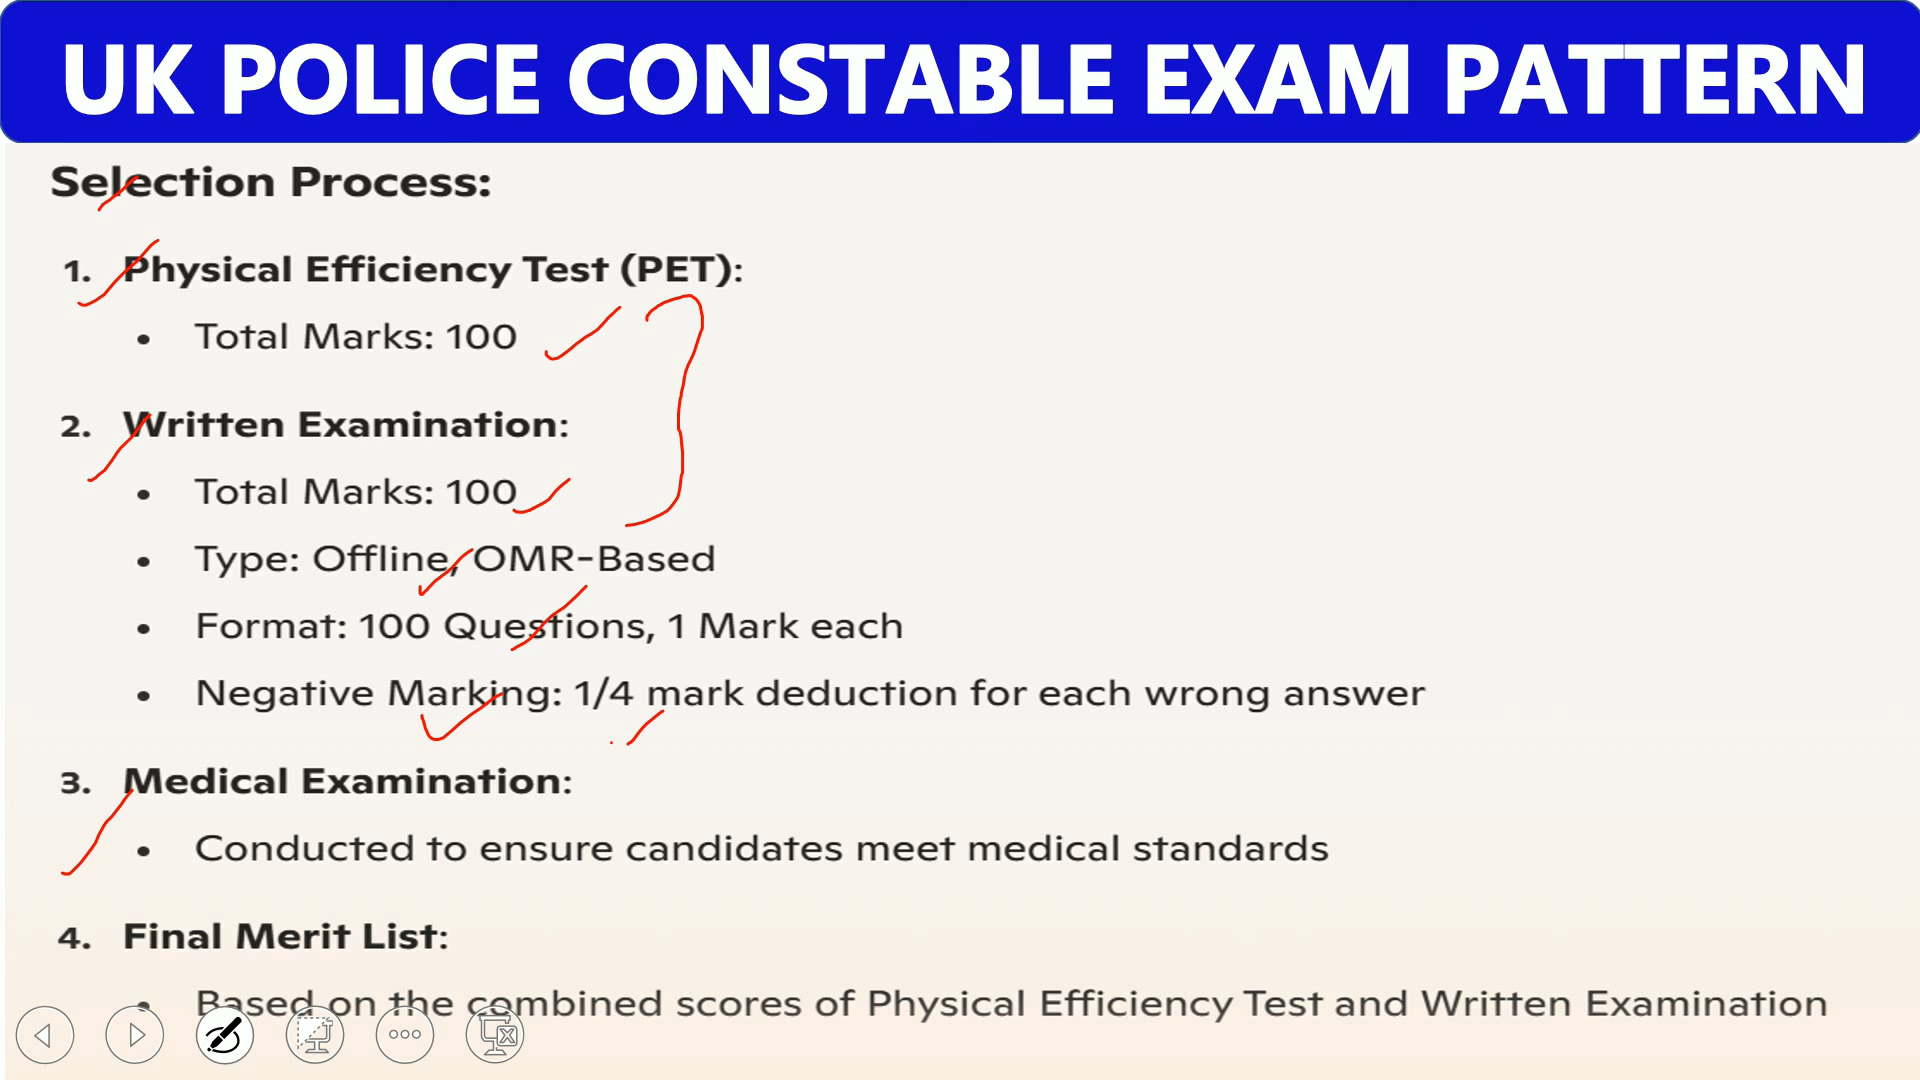 UK POLICE CONSTABLE EXAM PATTERN
Selection Process:
1. Physical Efficiency Test (PET):
• Total Marks: 100
2. Written Examination:
• Total Marks: 100
• Type: Offline, OMR-Based
• Format: 100 Questions, 1 Mark each
• Negative Marking: 1/4 mark deduction for each wrong answer
3. Medical Examination:
• Conducted to ensure candidates meet medical standards
4. Final Merit List:
• Based on the combined scores of Physical Efficiency Test and Written Examination